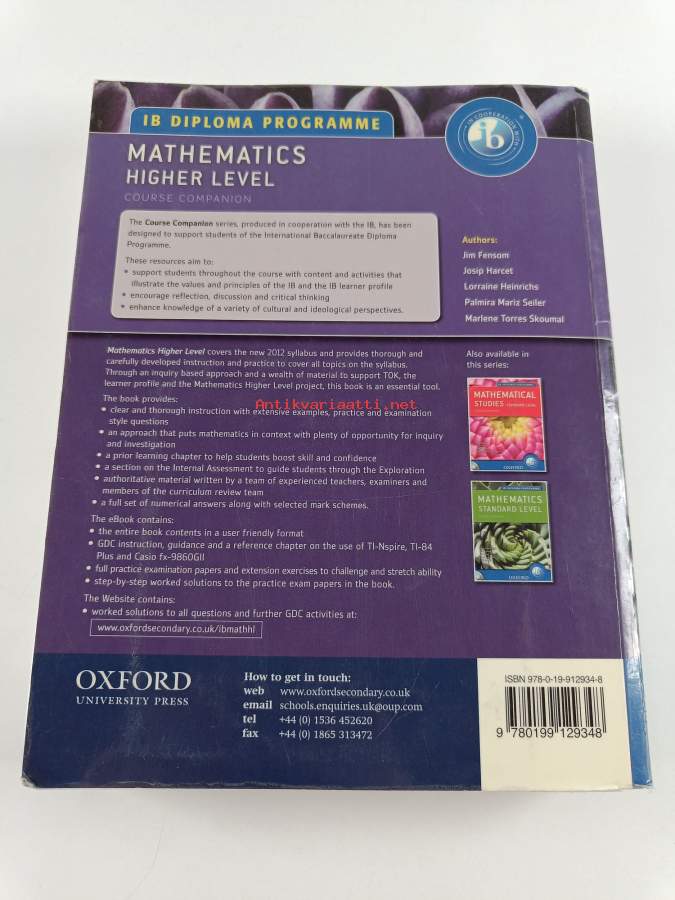 IB DIPLOMA PROGRAMME
IN COOPERATION WITH
ib
MATHEMATICS
HIGHER LEVEL
COURSE COMPANION
The Course Companion series, produced in cooperation with the IB, has been
designed to support students of the International Baccalaureate Diploma
Programme.
These resources aim to:
• support students throughout the course with content and activities that
illustrate the values and principles of the IB and the IB learner profile
• encourage reflection, discussion and critical thinking
• enhance knowledge of a variety of cultural and ideological perspectives.
Authors:
Jim Fensom
Josip Harcet
Lorraine Heinrichs
Palmira Mariz Seiler
Marlene Torres Skoumal
Mathematics Higher Level covers the new 2012 syllabus and provides thorough and
carefully developed instruction and practice to cover all topics on the syllabus.
Through an inquiry based approach and a wealth of material to support TOK, the
learner profile and the Mathematics Higher Level project, this book is an essential tool.
The book provides:
• clear and thorough instruction with extensive examples, practice and examination
style questions
• an approach that puts mathematics in context with plenty of opportunity for inquiry
and investigation
• a prior learning chapter to help students boost skill and confidence
• a section on the Internal Assessment to guide students through the Exploration
• authoritative material written by a team of experienced teachers, examiners and
members of the curriculum review team
• a full set of numerical answers along with selected mark schemes.
The eBook contains:
• the entire book contents in a user friendly format
• GDC instruction, guidance and a reference chapter on the use of TI-Nspire, TI-84
Plus and Casio fx-9860GII
• full practice examination papers and extension exercises to challenge and stretch ability
• step-by-step worked solutions to the practice exam papers in the book.
The Website contains:
• worked solutions to all questions and further GDC activities at:
www.oxfordsecondary.co.uk/ibmathhl
Also available in
this series:
MATHEMATICAL
STUDIES STANDARD LEVEL
OXFORD
MATHEMATICS
STANDARD LEVEL
OXFORD
Antikvariaatti.net
OXFORD
UNIVERSITY PRESS
How to get in touch:
web www.oxfordsecondary.co.uk
email schools.enquiries.uk@oup.com
tel +44 (0) 1536 452620
fax +44 (0) 1865 313472
ISBN 978-0-19-912934-8
9 780199 129348